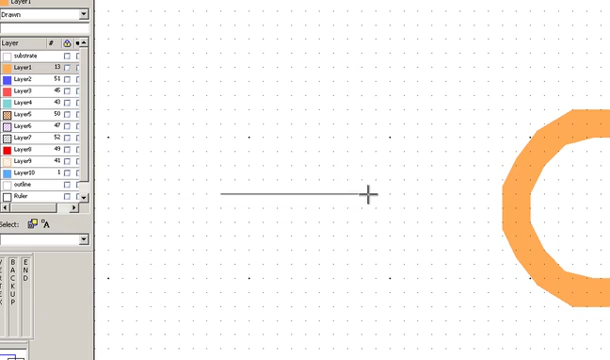 Layer1
Drawn
Layer #
substrate
Layer1 13
Layer2 51
Layer3 45
Layer4 43
Layer5 50
Layer6 47
Layer7 52
Layer8 49
Layer9 41
Layer10 1
outline
Ruler
Select: A
BACKUP
END